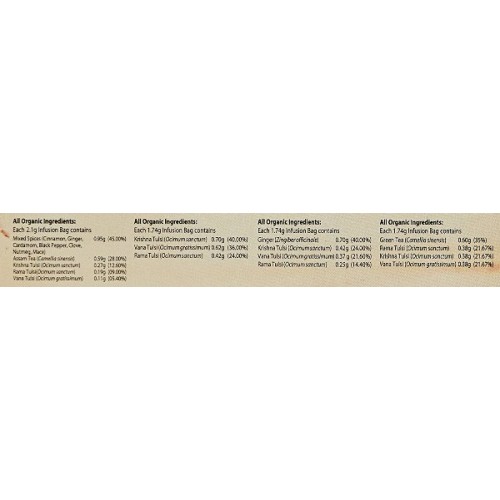 All Organic Ingredients:
Each 2.1g Infusion Bag contains
Mixed Spices (Cinnamon, Ginger, 0.95g (45.00%)
Cardamom, Black Pepper, Clove,
Nutmeg, Mace)
Assam Tea (Camellia sinensis) 0.59g (28.00%)
Krishna Tulsi (Ocimum sanctum) 0.27g (12.60%)
Rama Tulsi (Ocimum sanctum) 0.19g (09.00%)
Vana Tulsi (Ocimum gratissimum) 0.11g (05.40%)
All Organic Ingredients:
Each 1.74g Infusion Bag contains
Krishna Tulsi (Ocimum sanctum) 0.70g (40.00%)
Vana Tulsi (Ocimum gratissimum) 0.62g (36.00%)
Rama Tulsi (Ocimum sanctum) 0.42g (24.00%)
All Organic Ingredients:
Each 1.74g Infusion Bag contains
Ginger (Zingiber officinale) 0.70g (40.00%)
Krishna Tulsi (Ocimum sanctum) 0.42g (24.00%)
Vana Tulsi (Ocimum gratissimum) 0.37g (21.60%)
Rama Tulsi (Ocimum sanctum) 0.25g (14.40%)
All Organic Ingredients:
Each 1.74g Infusion Bag contains
Green Tea (Camellia sinensis) 0.60g (35%)
Rama Tulsi (Ocimum sanctum) 0.38g (21.67%)
Krishna Tulsi (Ocimum sanctum) 0.38g (21.67%)
Vana Tulsi (Ocimum gratissimum) 0.38g (21.67%)